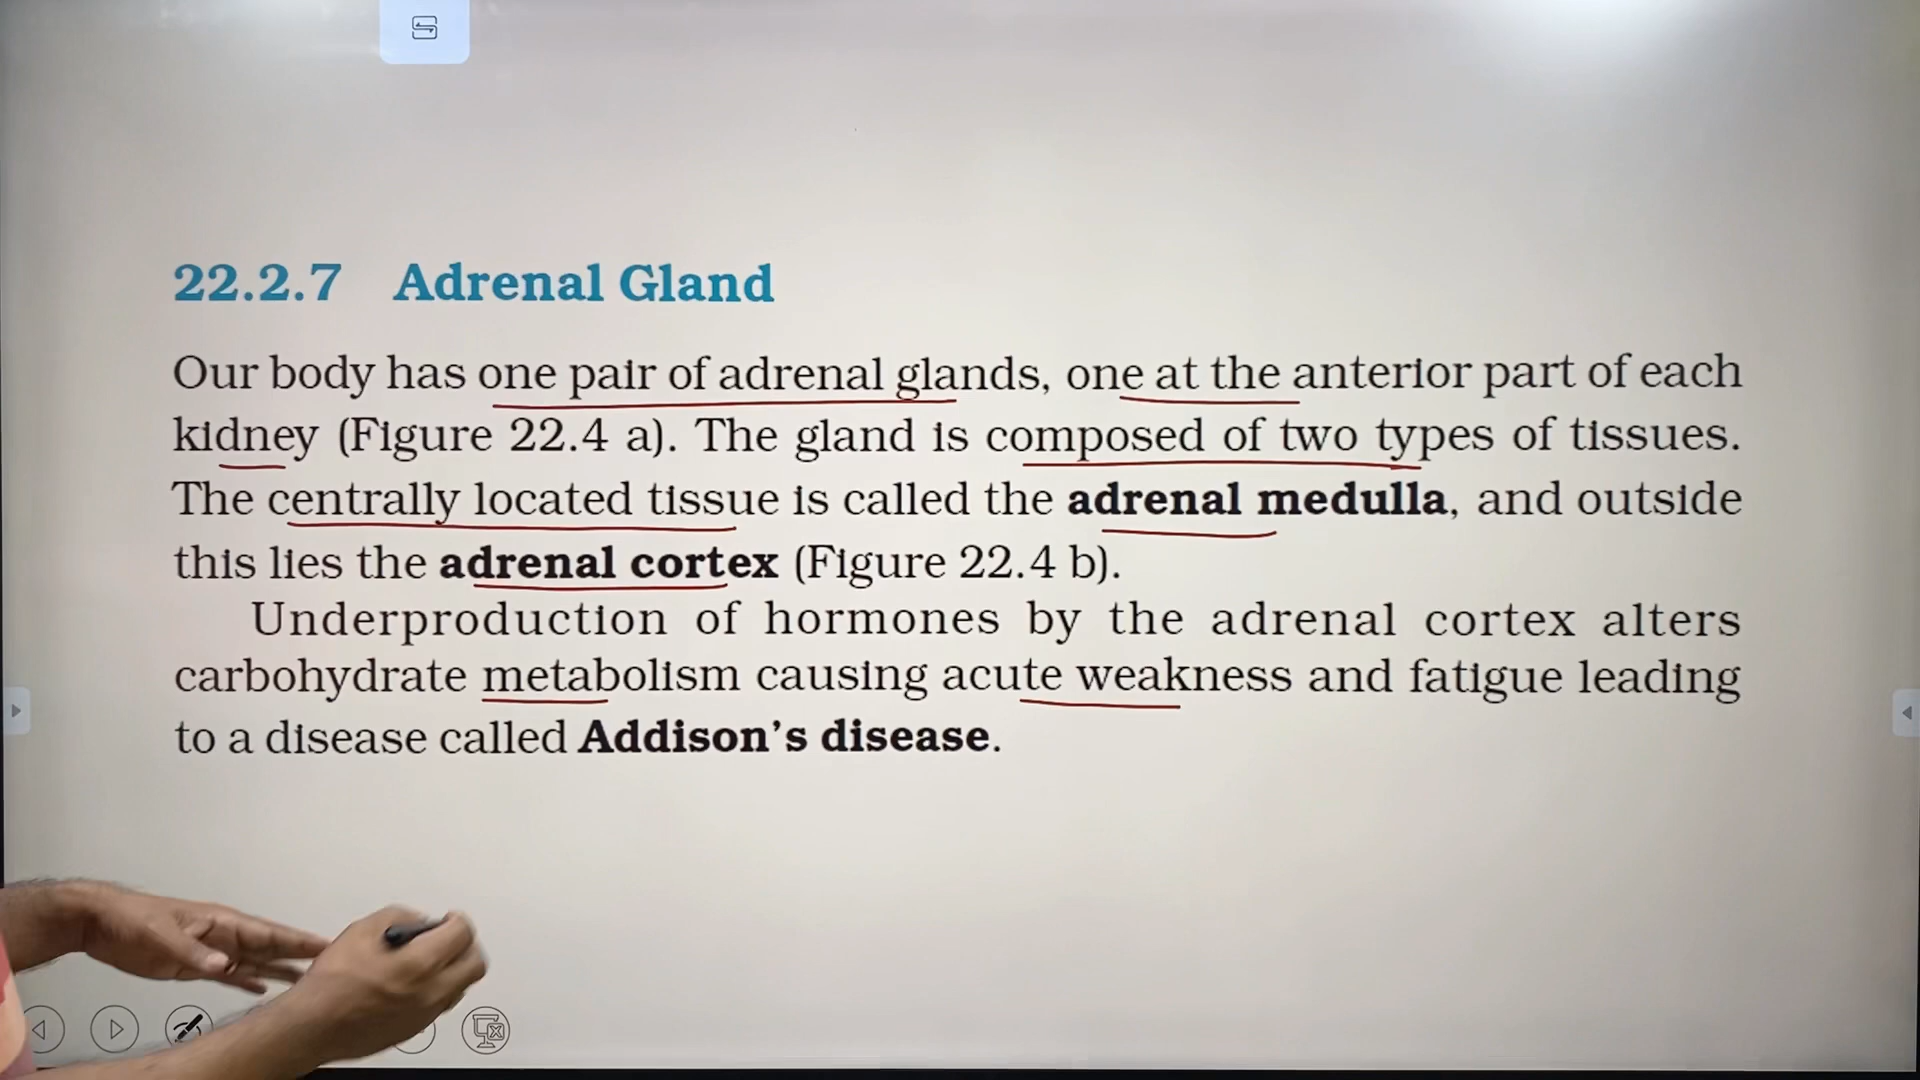 22.2.7 Adrenal Gland
Our body has one pair of adrenal glands, one at the anterior part of each
kidney (Figure 22.4 a). The gland is composed of two types of tissues.
The centrally located tissue is called the adrenal medulla, and outside
this lies the adrenal cortex (Figure 22.4 b).
Underproduction of hormones by the adrenal cortex alters
carbohydrate metabolism causing acute weakness and fatigue leading
to a disease called Addison's disease.